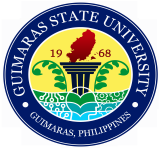 GUIMARAS STATE UNIVERSITY
19 68
GUIMARAS, PHILIPPINES